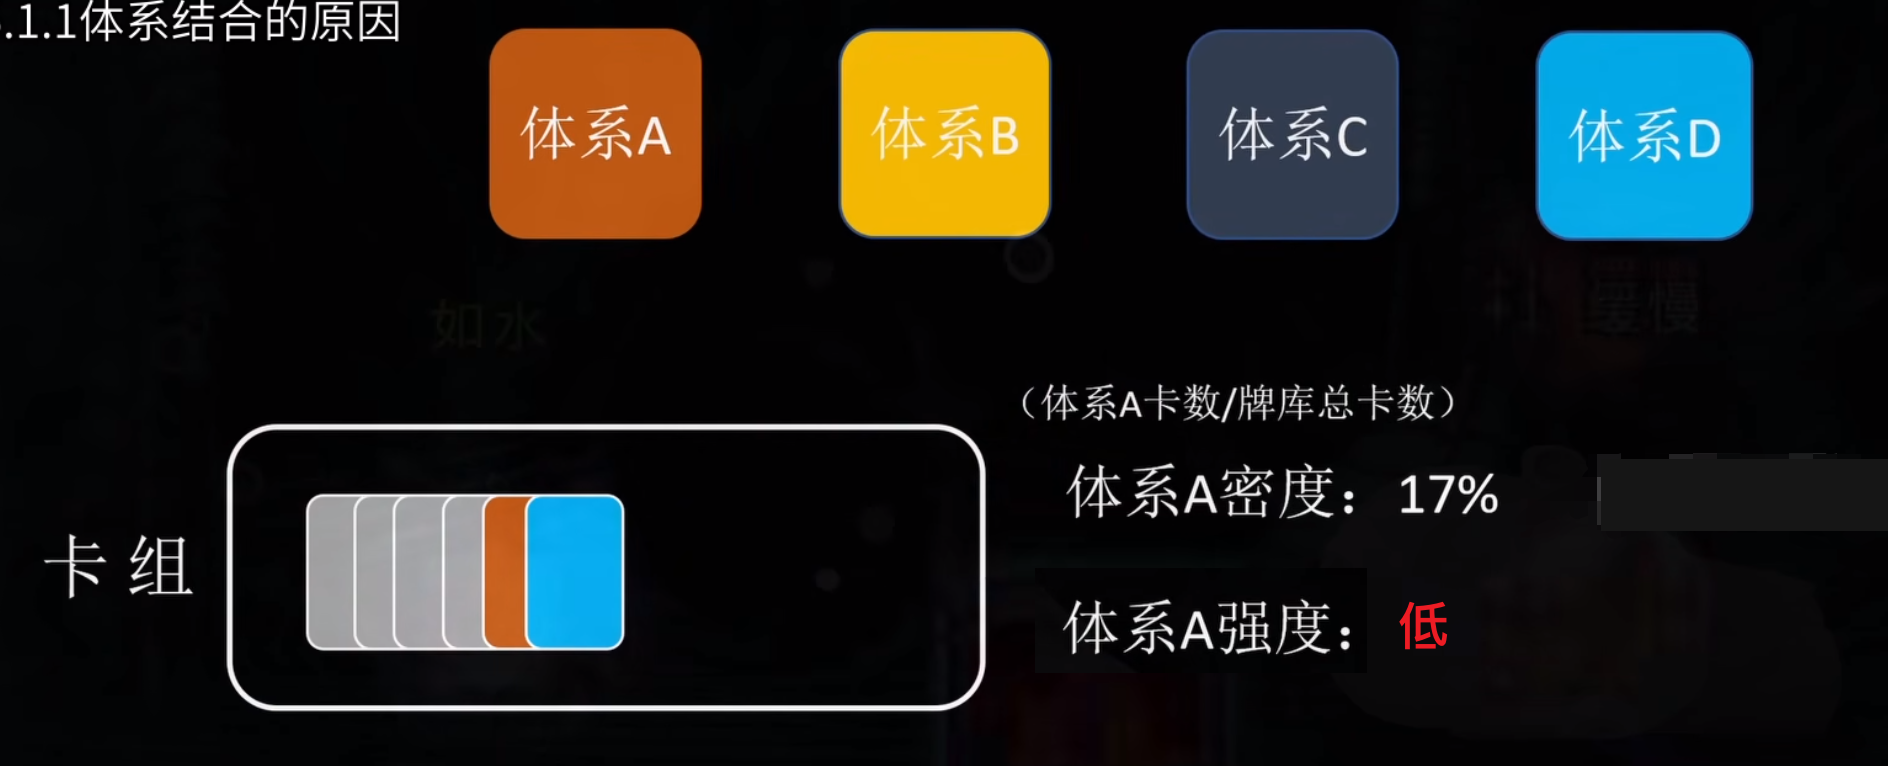 .1.1体系结合的原因
体系A
体系B
体系C
体系D
如水
缓慢
（体系A卡数/牌库总卡数）
体系A密度：17%
卡组
体系A强度：低